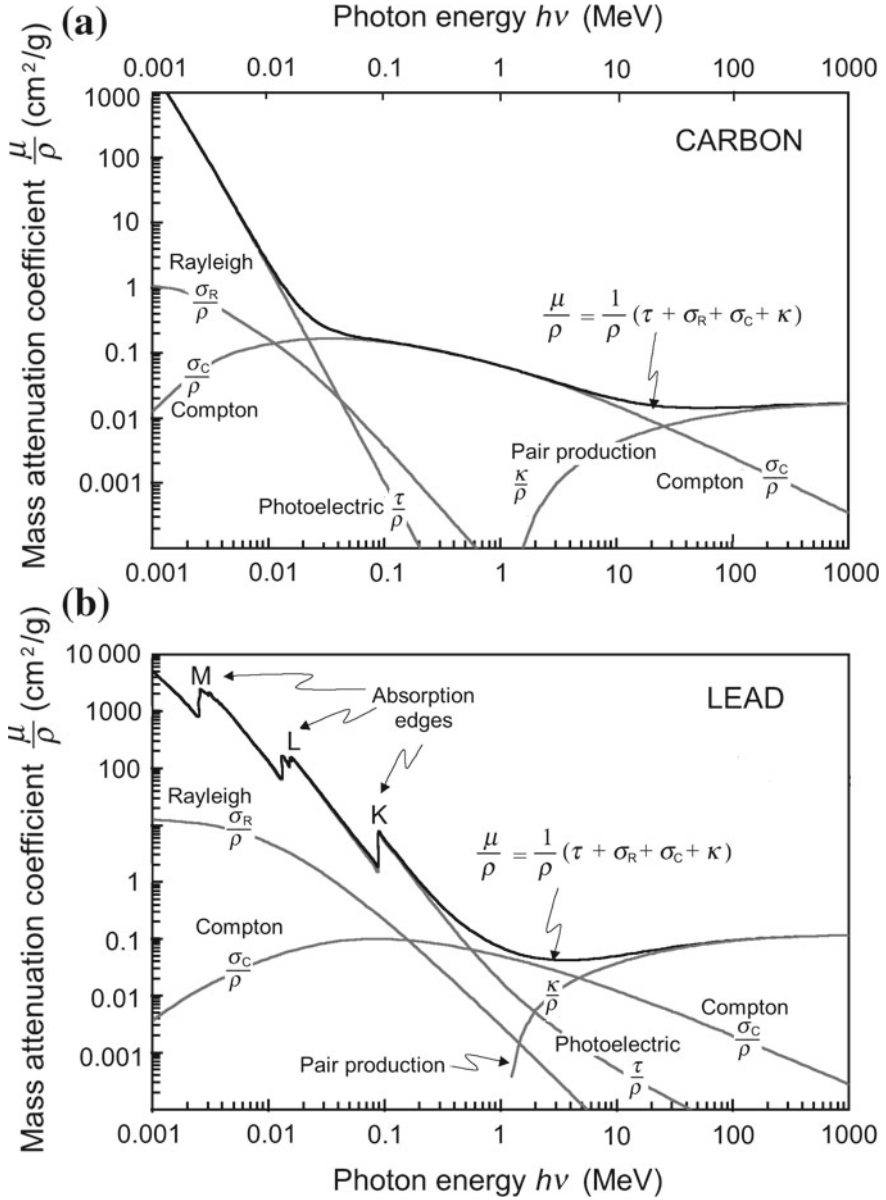 (a)
Photon energy hν (MeV)
0.001 0.01 0.1 1 10 100 1000
Mass attenuation coefficient μ/ρ (cm²/g)
1000
100
10
1
0.1
0.01
0.001
CARBON
Rayleigh
σR/ρ
μ/ρ = 1/ρ (τ + σR + σC + κ)
σC/ρ
Compton
Pair production
κ/ρ
Compton σC/ρ
Photoelectric τ/ρ
0.001 0.01 0.1 1 10 100 1000
(b)
Mass attenuation coefficient μ/ρ (cm²/g)
10 000
1000
100
10
1
0.1
0.01
0.001
LEAD
M
Absorption
edges
L
K
Rayleigh
σR/ρ
μ/ρ = 1/ρ (τ + σR + σC + κ)
Compton
σC/ρ
κ/ρ
Compton
σC/ρ
Pair production
Photoelectric
τ/ρ
0.001 0.01 0.1 1 10 100 1000
Photon energy hν (MeV)